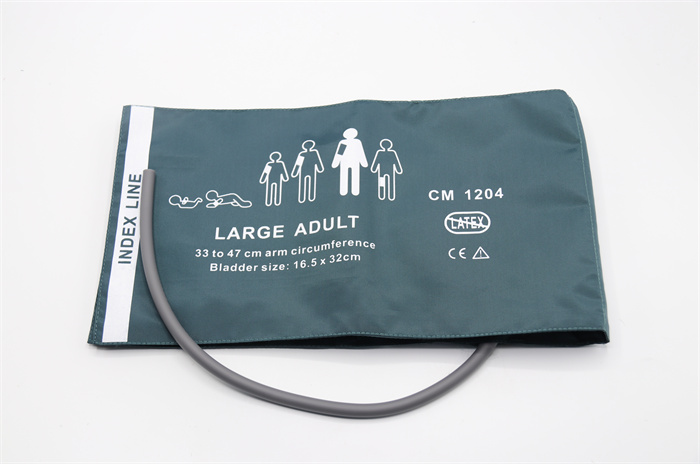 INDEX LINE
LARGE ADULT
33 to 47 cm arm circumference
Bladder size: 16.5 x 32cm
CM 1204
LATEX
CE